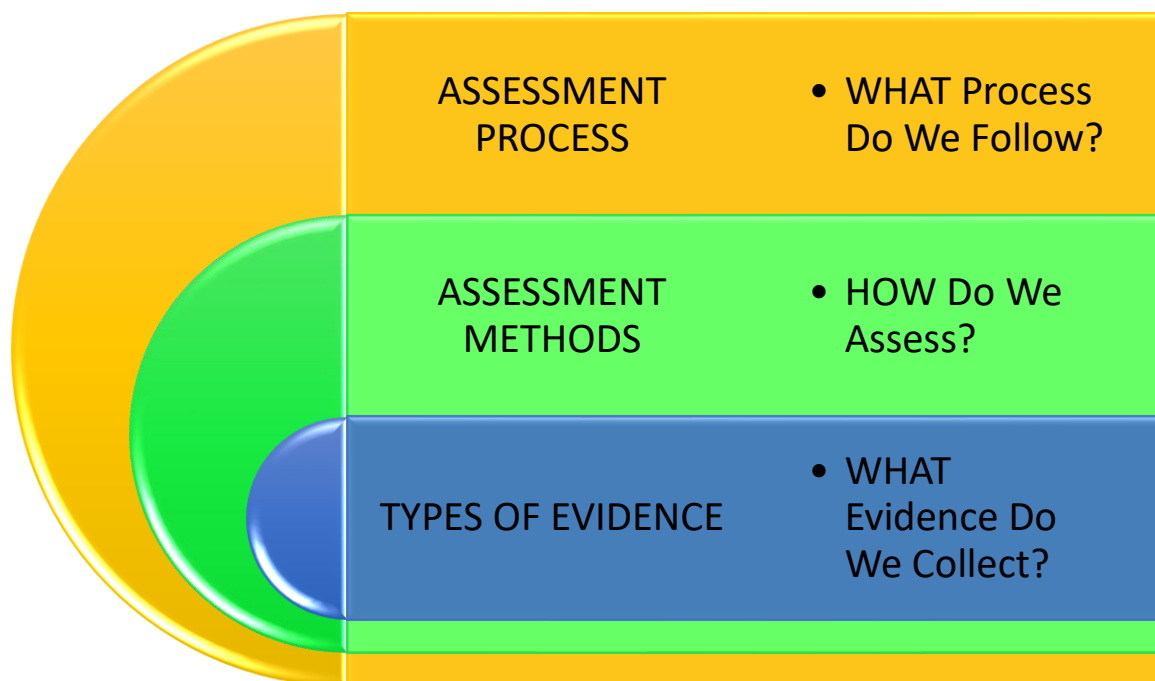 ASSESSMENT
PROCESS
• WHAT Process
Do We Follow?
ASSESSMENT
METHODS
• HOW Do We
Assess?
TYPES OF EVIDENCE
• WHAT
Evidence Do
We Collect?